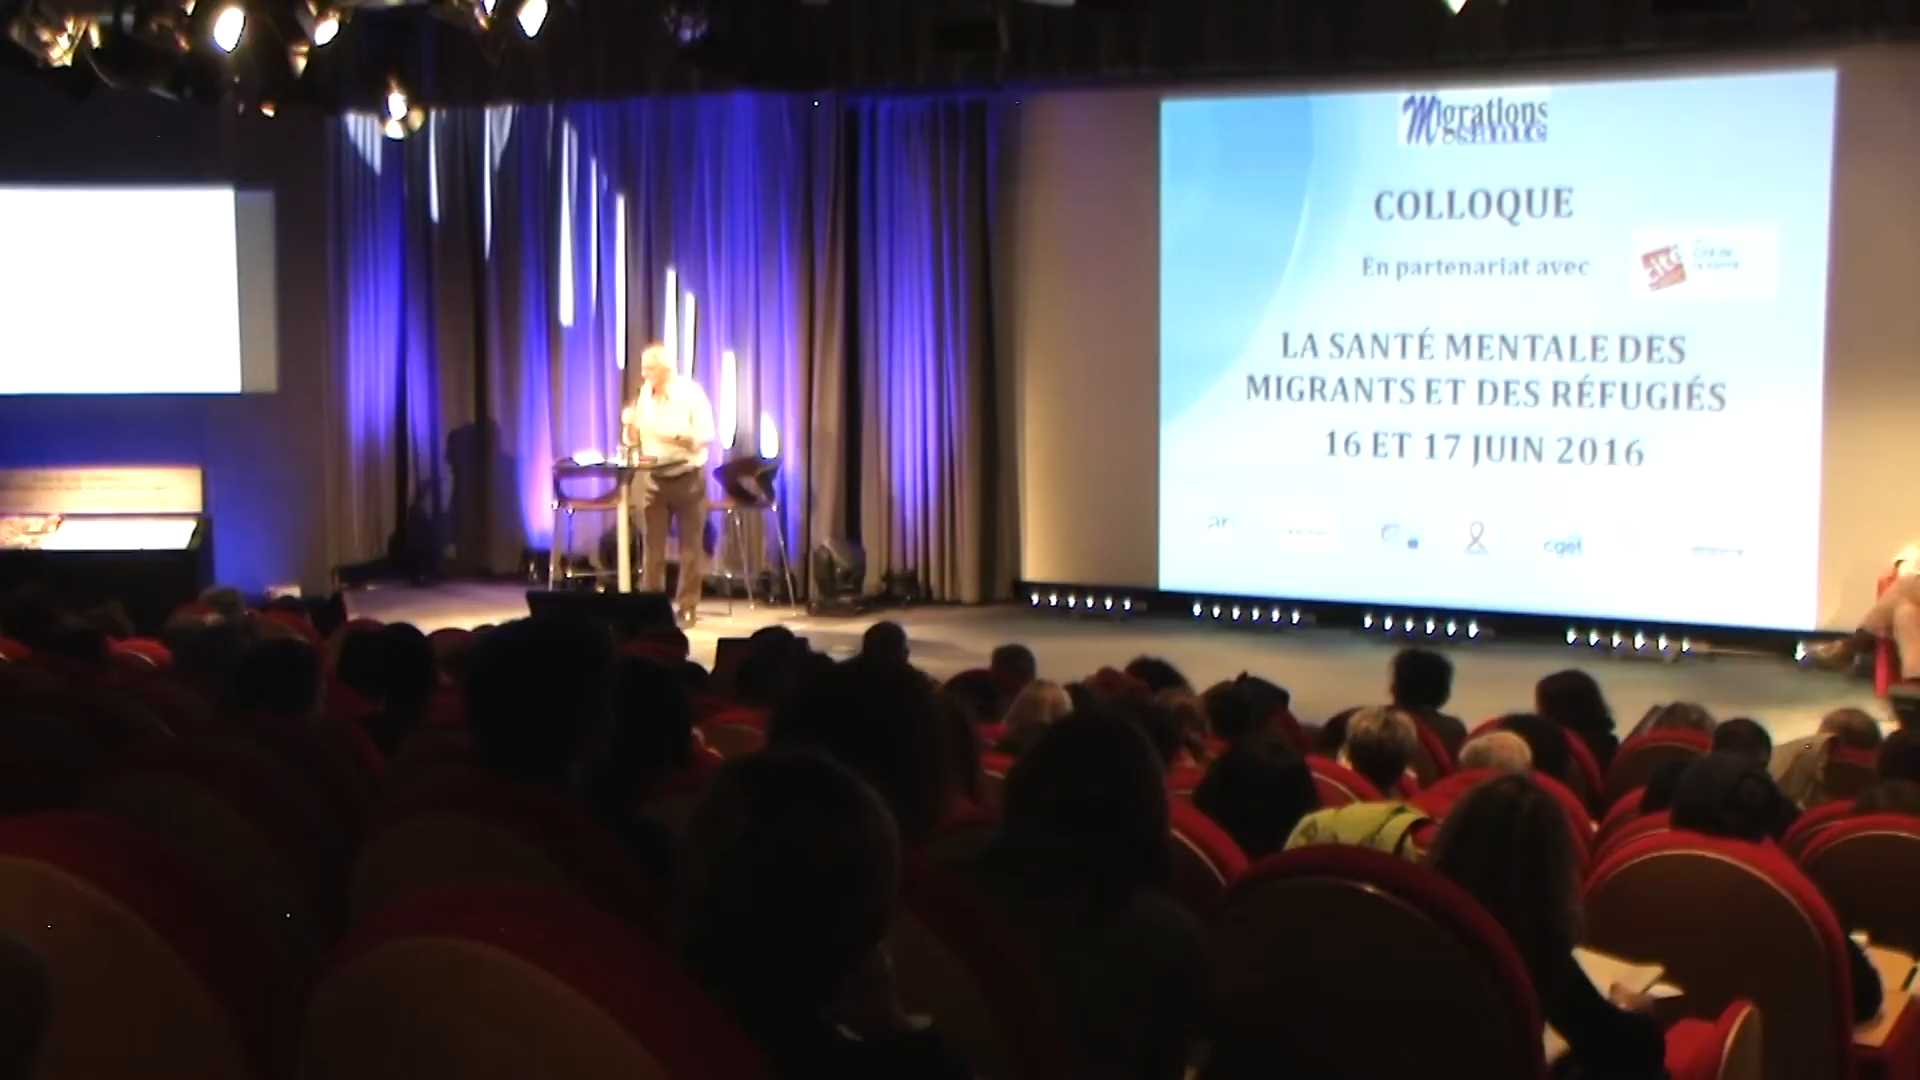 Migrations
Santé
COLLOQUE
En partenariat avec
LA SANTÉ MENTALE DES
MIGRANTS ET DES RÉFUGIÉS
16 ET 17 JUIN 2016
cget